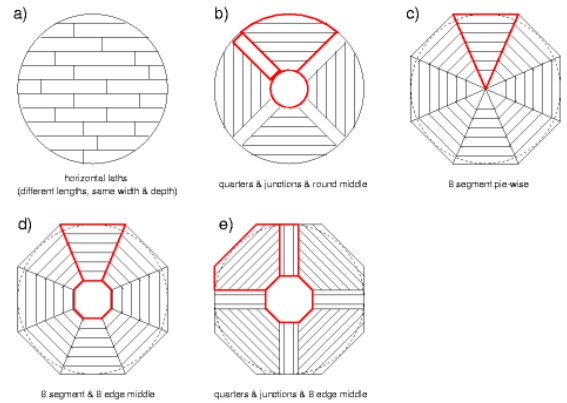 a)
b)
c)
horizontal laths
(different lengths, same width & depth)
quarters & junctions & round middle
8 segment pie-wise
d)
e)
8 segment & 8 edge middle
quarters & junctions & 8 edge middle